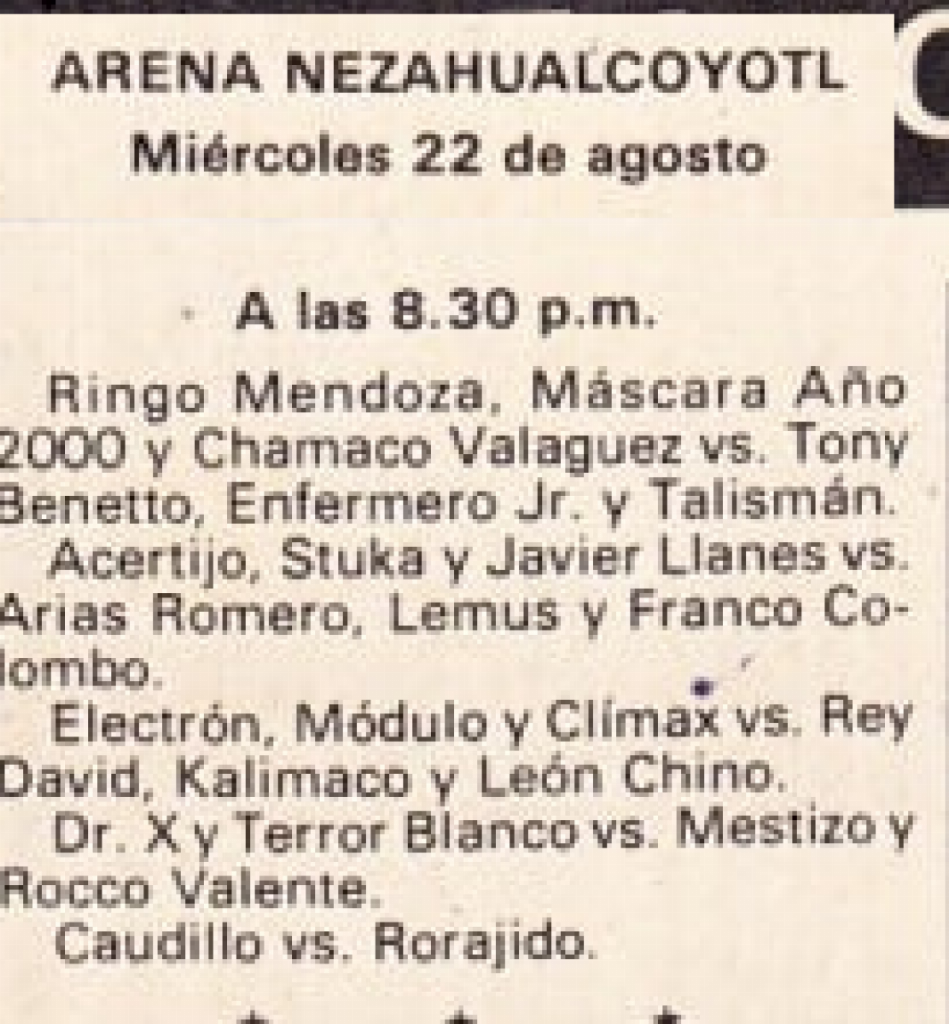 ARENA NEZAHUALCOYOTL
Miércoles 22 de agosto
A las 8.30 p.m.
Ringo Mendoza, Máscara Año
2000 y Chamaco Valaguez vs. Tony
Benetto, Enfermero Jr. y Talismán.
Acertijo, Stuka y Javier Llanes vs.
Arias Romero, Lemus y Franco Co-
lombo.
Electrón, Módulo y Clímax vs. Rey
David, Kalimaco y León Chino.
Dr. X y Terror Blanco vs. Mestizo y
Rocco Valente.
Caudillo vs. Rorajido.